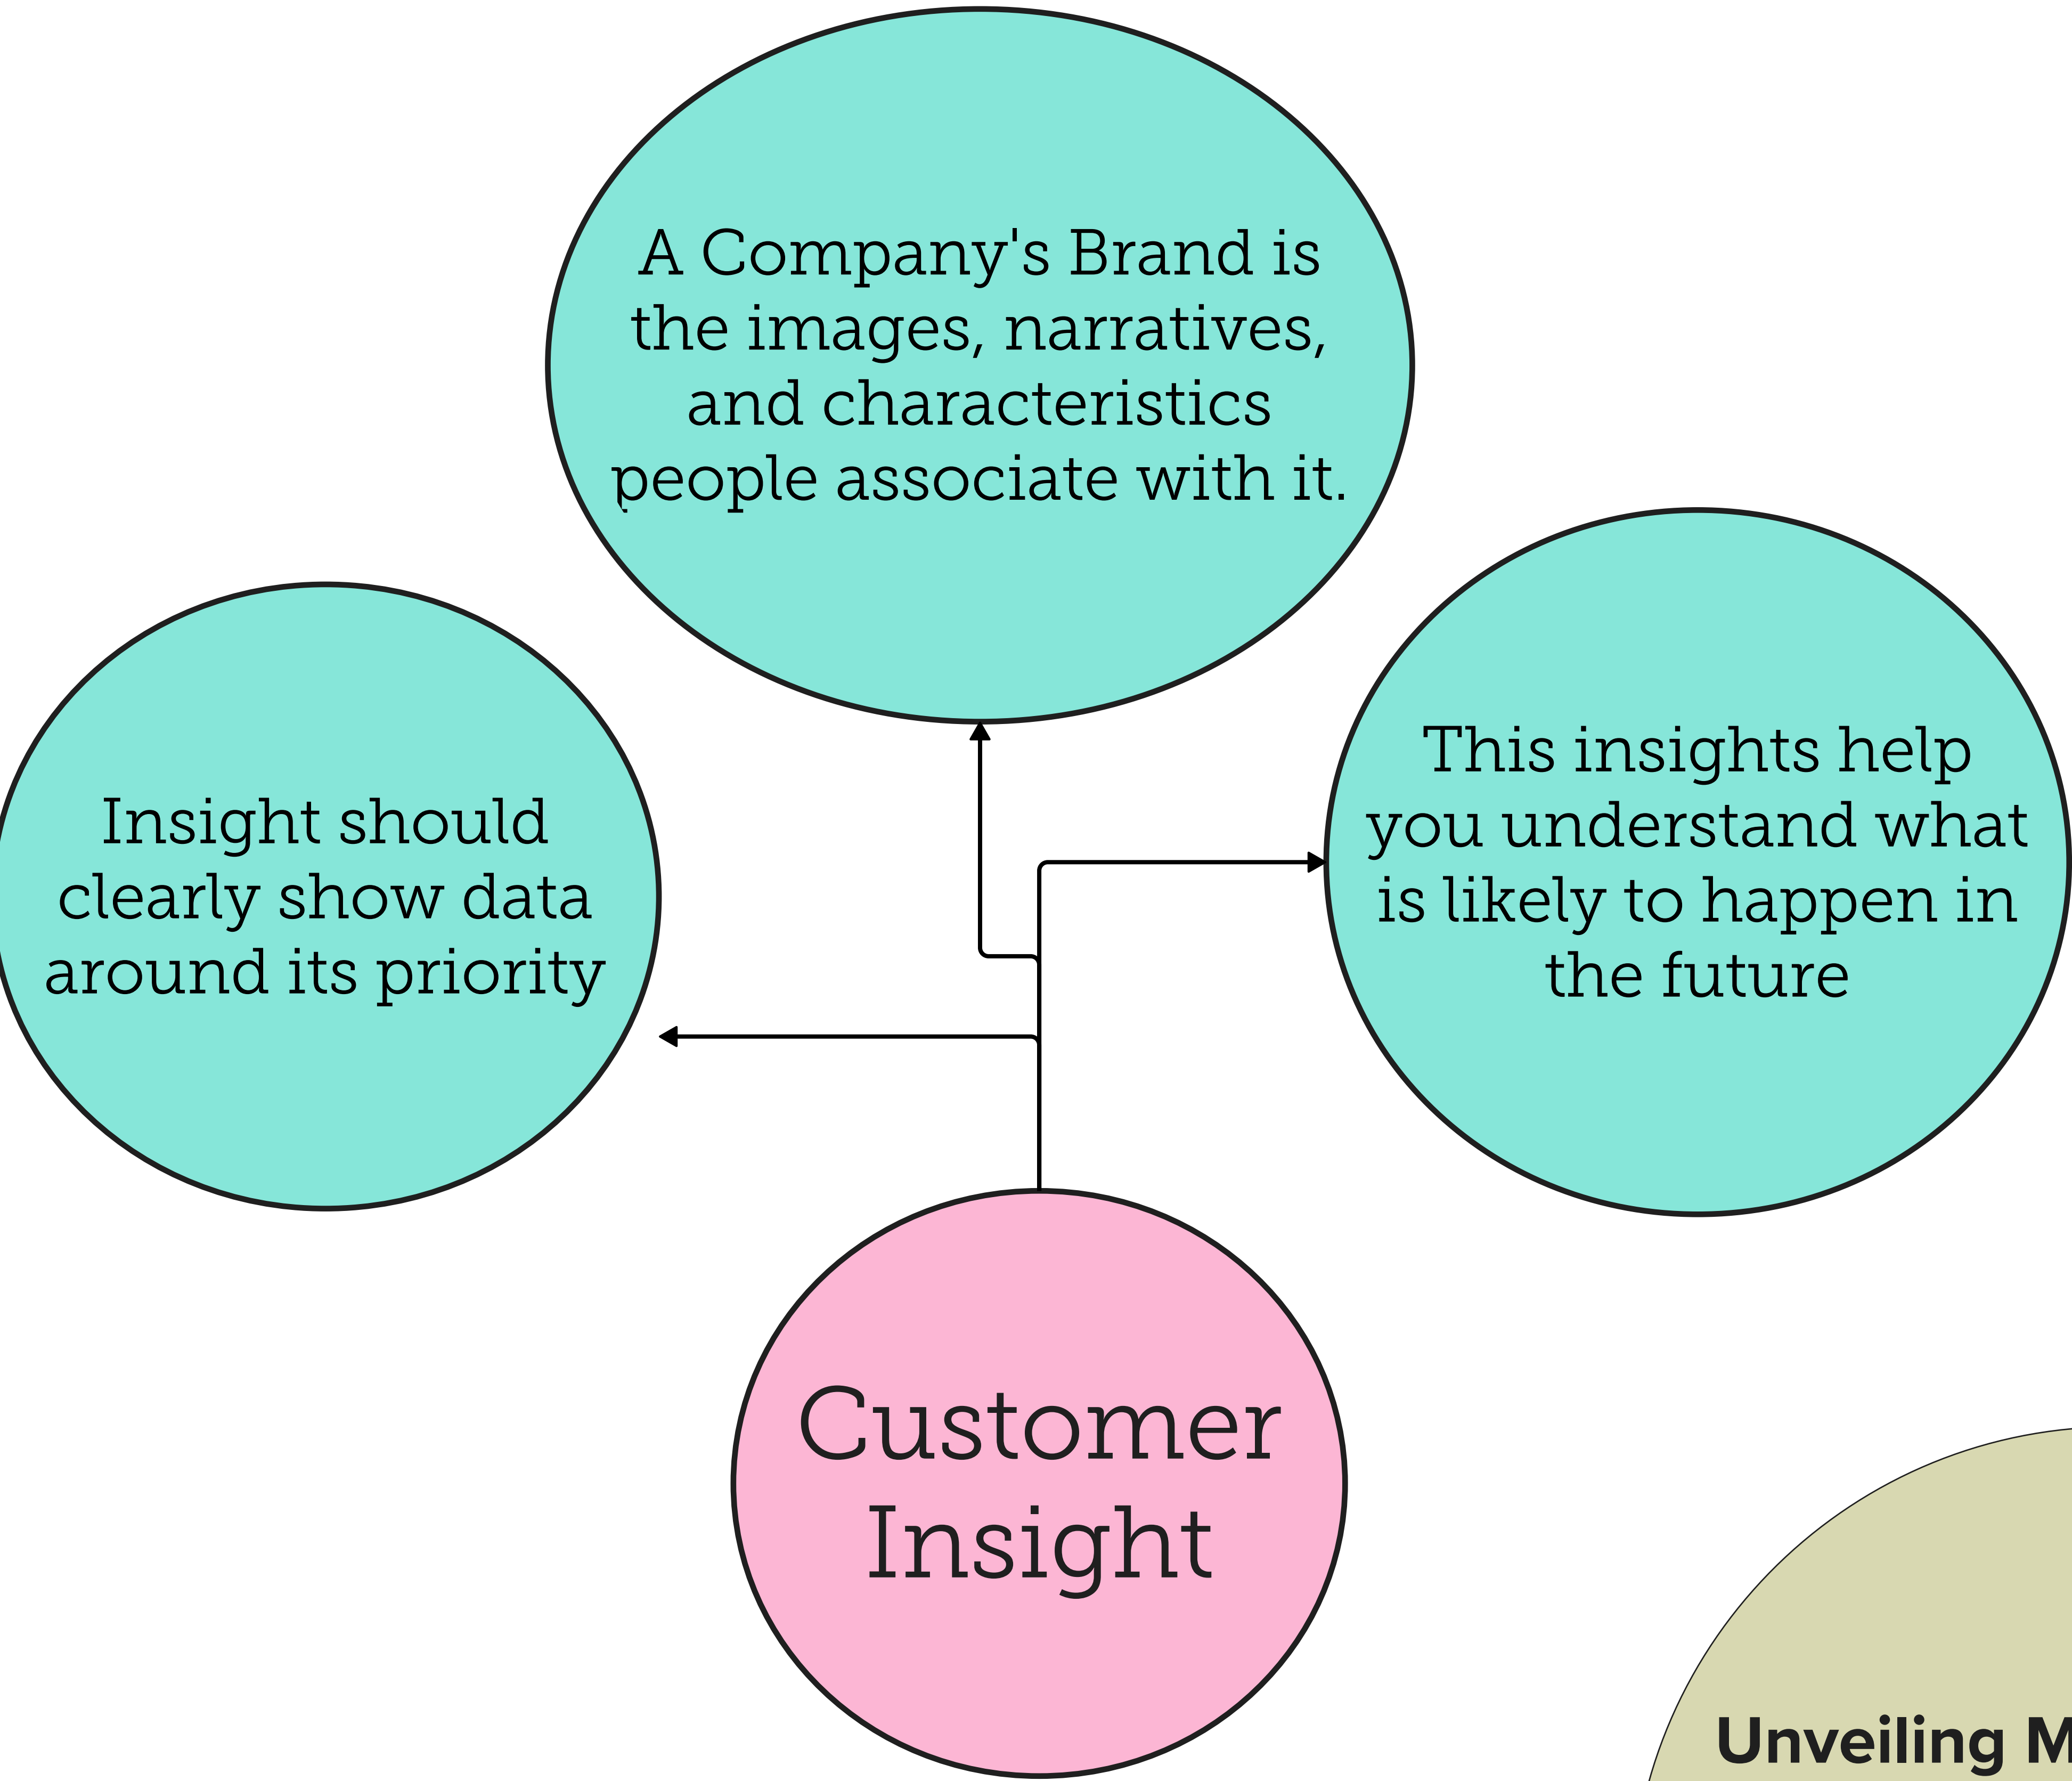 A Company's Brand is
the images, narratives,
and characteristics
people associate with it.
Insight should
clearly show data
around its priority
This insights help
you understand what
is likely to happen in
the future
Customer
Insight
Unveiling M